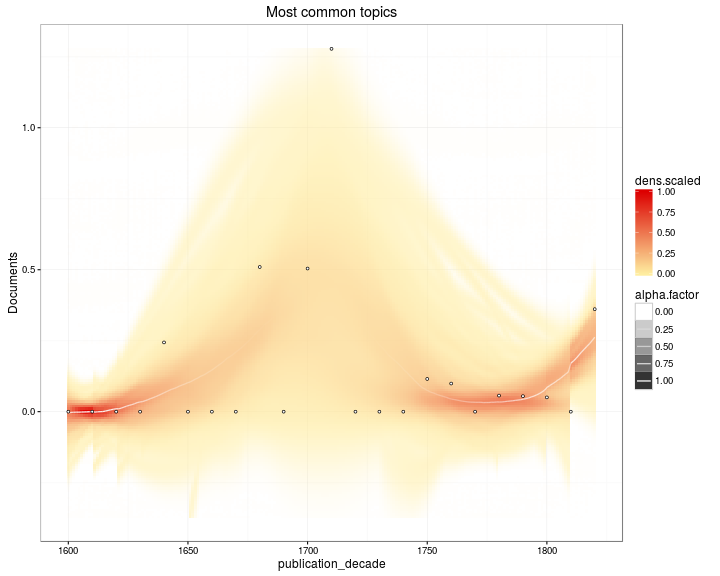 Most common topics
Documents
1.0
0.5
0.0
1600 1650 1700 1750 1800
publication_decade
dens.scaled
1.00
0.75
0.50
0.25
0.00
alpha.factor
0.00
0.25
0.50
0.75
1.00